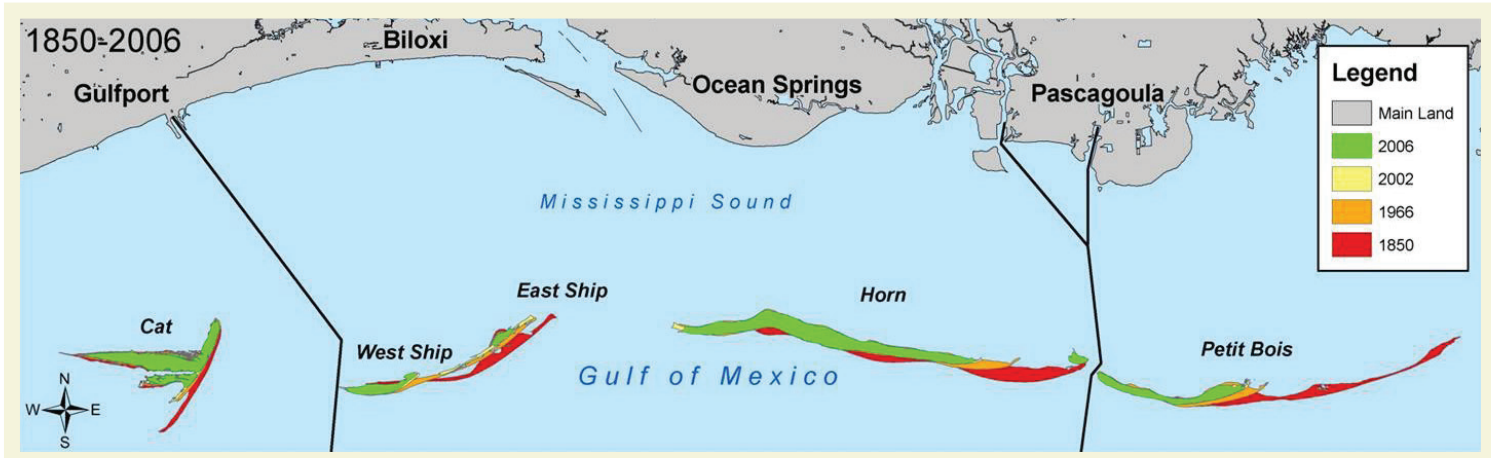 1850-2006
Biloxi
Gulfport
Ocean Springs
Pascagoula
Legend
Main Land
2006
2002
1966
1850
Mississippi Sound
East Ship
Horn
Cat
West Ship
Petit Bois
Gulf of Mexico
N
W E
S